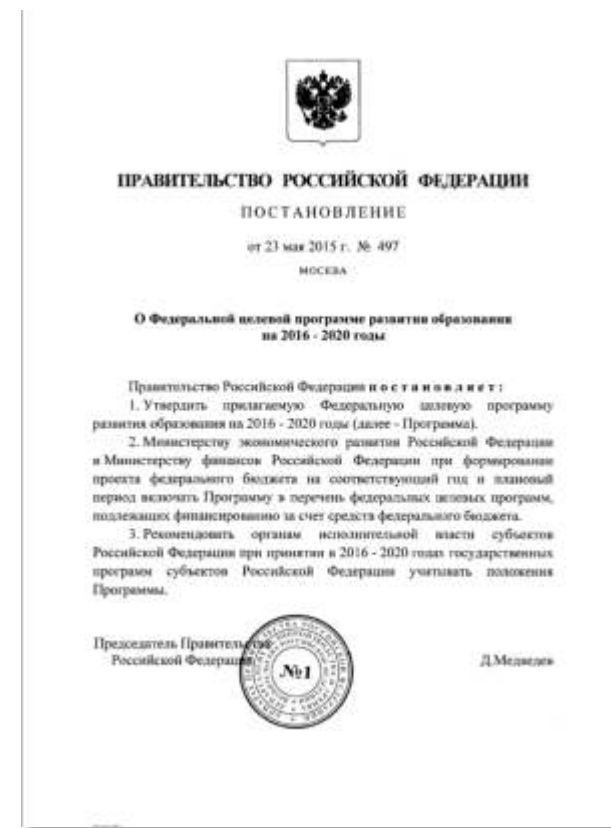 ПРАВИТЕЛЬСТВО РОССИЙСКОЙ ФЕДЕРАЦИИ
ПОСТАНОВЛЕНИЕ
от 23 мая 2015 г. № 497
МОСКВА
О Федеральной целевой программе развития образования
на 2016 - 2020 годы
Правительство Российской Федерации постановляет:
1. Утвердить прилагаемую Федеральную целевую программу
развития образования на 2016 - 2020 годы (далее - Программа).
2. Министерству экономического развития Российской Федерации
и Министерству финансов Российской Федерации при формировании
проекта федерального бюджета на соответствующий год и плановый
период включать Программу в перечень федеральных целевых программ,
подлежащих финансированию за счет средств федерального бюджета.
3. Рекомендовать органам исполнительной власти субъектов
Российской Федерации при принятии в 2016 - 2020 годах государственных
программ субъектов Российской Федерации учитывать положения
Программы.
Председатель Правительства
Российской Федерации
№1
Д.Медведев